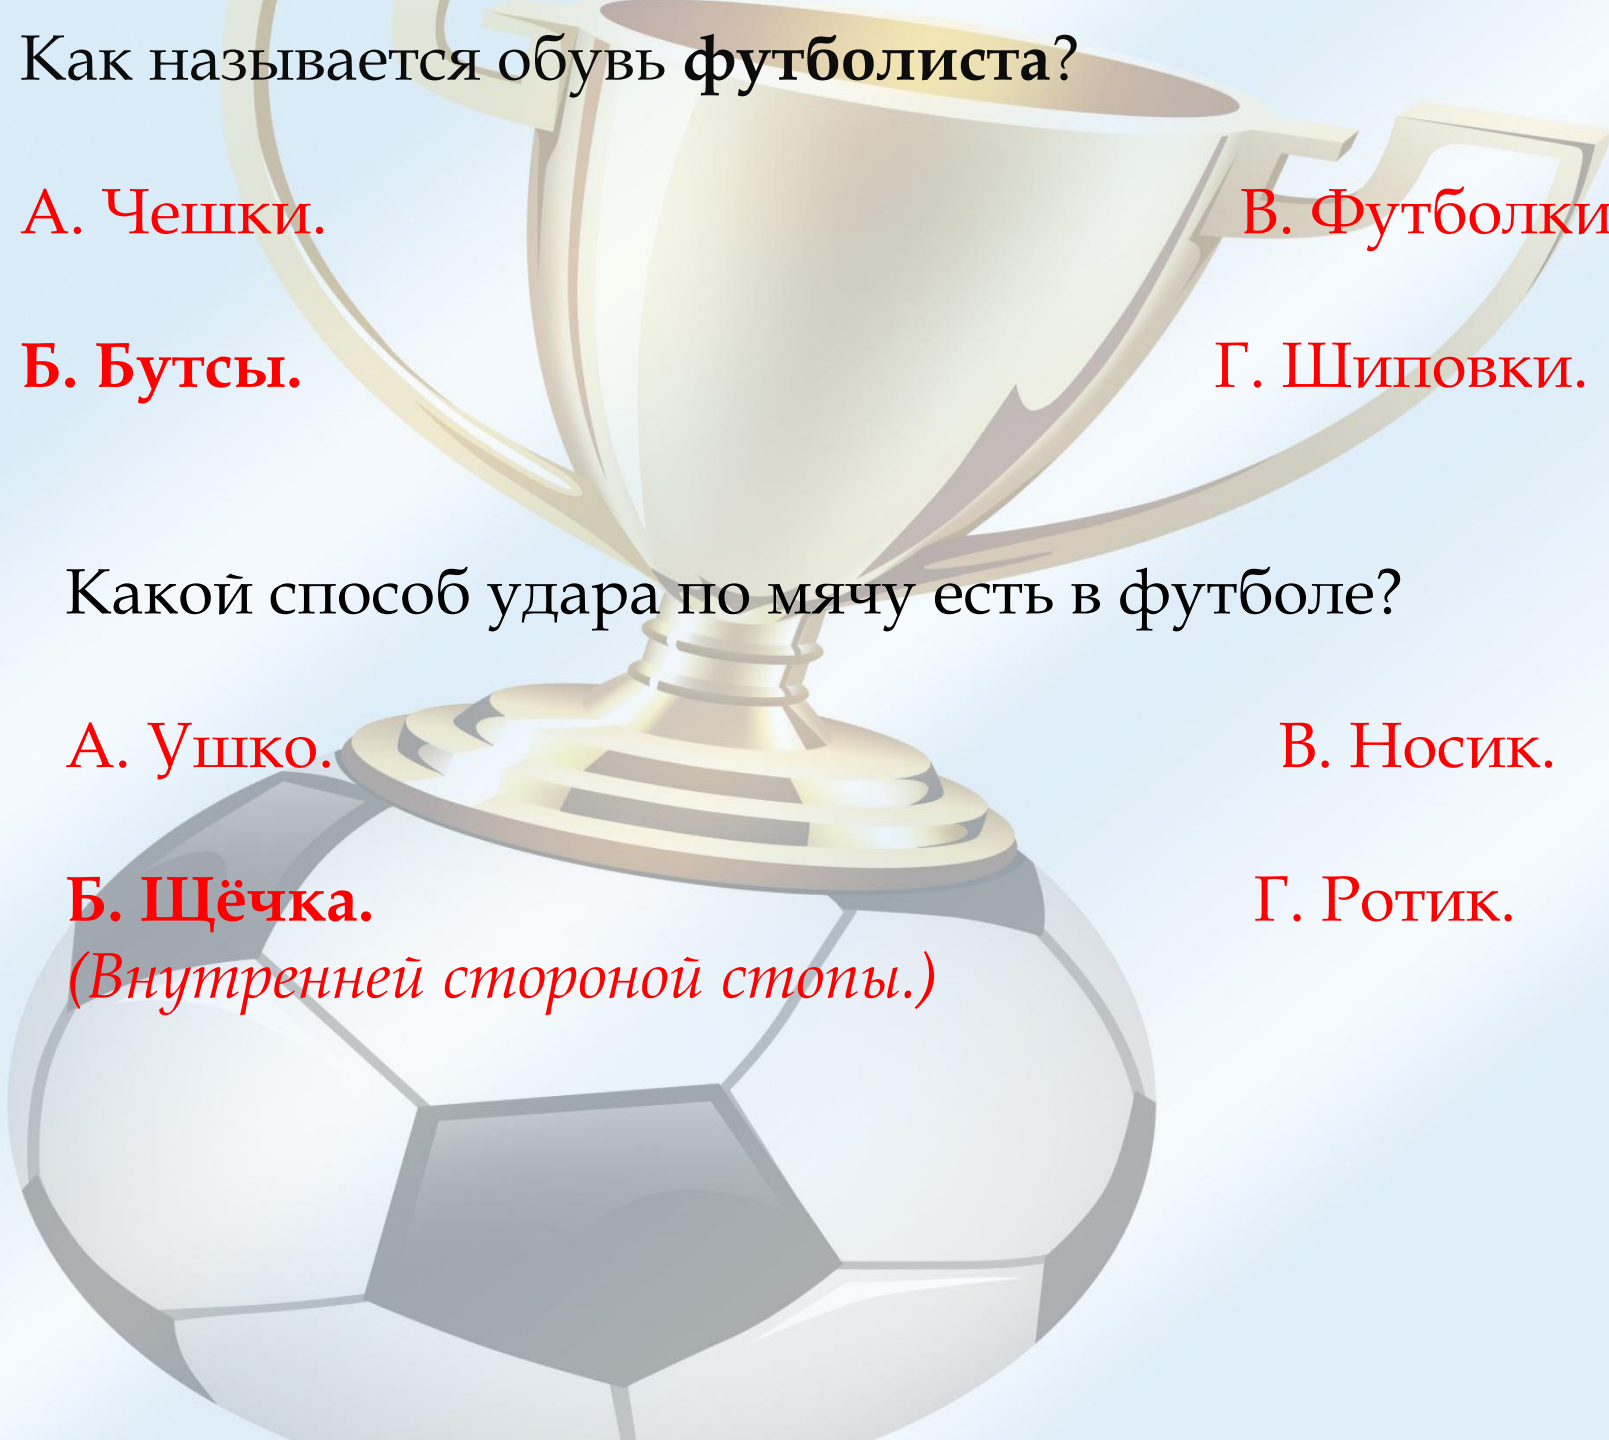 Как называется обувь футболиста?
А. Чешки. В. Футболки
Б. Бутсы. Г. Шиповки.
Какой способ удара по мячу есть в футболе?
А. Ушко. В. Носик.
Б. Щёчка. Г. Ротик.
(Внутренней стороной стопы.)